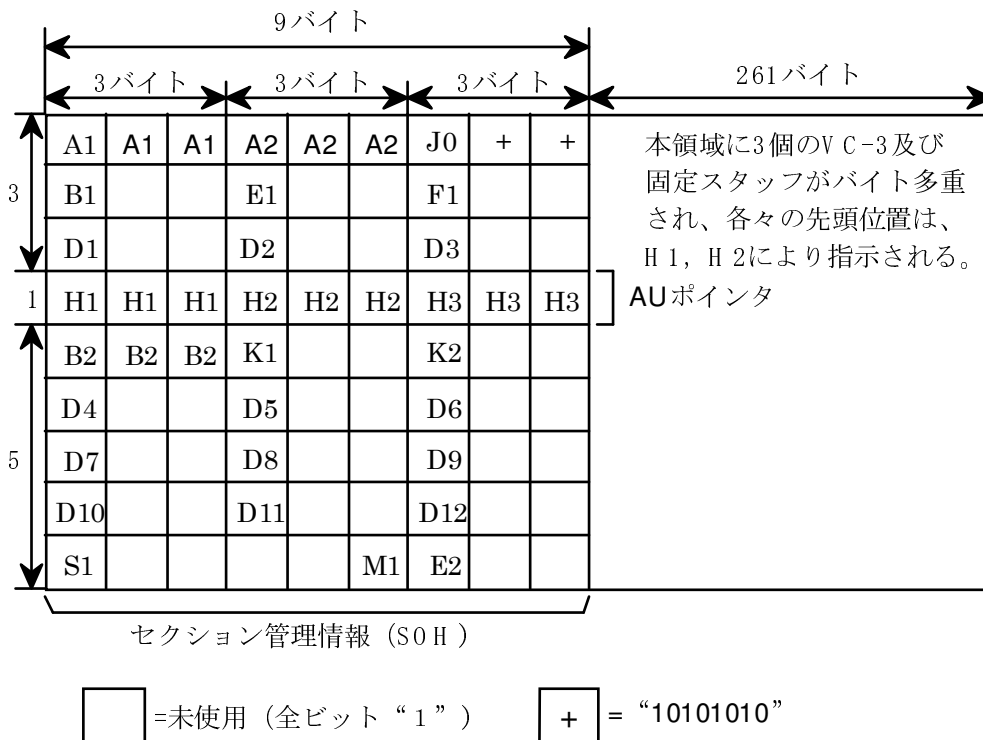 9バイト
3バイト 3バイト 3バイト 261バイト
A1 A1 A1 A2 A2 A2 J0 + +
B1 E1 F1
D1 D2 D3
3
本領域に3個のVC-3及び
固定スタッフがバイト多重
され、各々の先頭位置は、
H1, H2により指示される。
1 H1 H1 H1 H2 H2 H2 H3 H3 H3 AUポインタ
B2 B2 B2 K1 K2
D4 D5 D6
5 D7 D8 D9
D10 D11 D12
S1 M1 E2
セクション管理情報（SOH）
=未使用（全ビット“1”） + = “10101010”